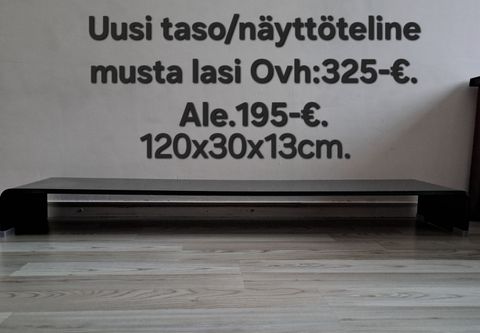 Uusi taso/näyttöteline
musta lasi Ovh:325-€.
Ale.195-€.
120x30x13cm.